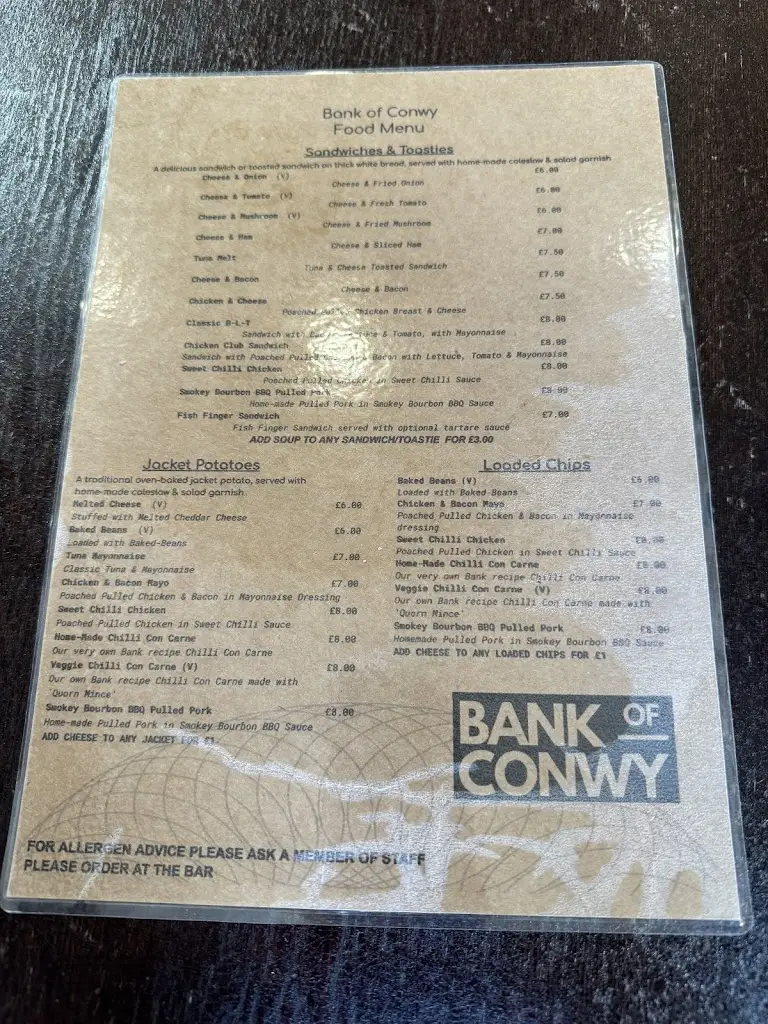 Bank of Conwy
Food Menu
Sandwiches & Toasties
A delicious sandwich or toasted sandwich on thick white bread, served with home-made coleslaw & salad garnish
Cheese & Onion (V) £6.00
Cheese & Fried Onion
Cheese & Tomato (V) £6.00
Cheese & Fresh Tomato
Cheese & Mushroom (V) £6.00
Cheese & Fried Mushroom
Cheese & Ham £7.00
Cheese & Sliced Ham
Tuna Melt £7.50
Tuna & Cheese Toasted Sandwich
Cheese & Bacon £7.50
Cheese & Bacon
Chicken & Cheese £7.50
Poached Pulled Chicken Breast & Cheese
Classic B-L-T £8.00
Sandwich with & Tomato, with Mayonnaise
Chicken Club Sandwich £8.00
Sandwich with Poached Pulled & Bacon with Lettuce, Tomato & Mayonnaise
Sweet Chilli Chicken £8.00
Poached Pulled Chicken in Sweet Chilli Sauce
Smokey Bourbon BBQ Pulled Pork £8.00
Home-made Pulled Pork in Smokey Bourbon BBQ Sauce
Fish Finger Sandwich £7.00
Fish Finger Sandwich served with optional tartare sauce
ADD SOUP TO ANY SANDWICH/TOASTIE FOR £3.00
Jacket Potatoes
A traditional oven-baked jacket potato, served with
home-made coleslaw & salad garnish
Melted Cheese (V) £6.00
Stuffed with Melted Cheddar Cheese
Baked Beans (V) £6.00
Loaded with Baked-Beans
Tuna Mayonnaise £7.00
Classic Tuna & Mayonnaise
Chicken & Bacon Mayo £7.00
Poached Pulled Chicken & Bacon in Mayonnaise Dressing
Sweet Chilli Chicken £8.00
Poached Pulled Chicken in Sweet Chilli Sauce
Home-Made Chilli Con Carne £8.00
Our very own Bank recipe Chilli Con Carne
Veggie Chilli Con Carne (V) £8.00
Our own Bank recipe Chilli Con Carne made with
'Quorn Mince'
Smokey Bourbon BBQ Pulled Pork £8.00
Home-made Pulled Pork in Smokey Bourbon BBQ Sauce
ADD CHEESE TO ANY JACKET FOR £1
Loaded Chips
Baked Beans (V) £6.00
Loaded with Baked-Beans
Chicken & Bacon Mayo £7.00
Poached Pulled Chicken & Bacon in Mayonnaise
dressing
Sweet Chilli Chicken £8.00
Poached Pulled Chicken in Sweet Chilli Sauce
Home-Made Chilli Con Carne £8.00
Our very own Bank recipe Chilli Con Carne
Veggie Chilli Con Carne (V) £8.00
Our own Bank recipe Chilli Con Carne made with
'Quorn Mince'
Smokey Bourbon BBQ Pulled Pork £8.00
Homemade Pulled Pork in Smokey Bourbon BBQ Sauce
ADD CHEESE TO ANY LOADED CHIPS FOR £1
BANK OF
CONWY
FOR ALLERGEN ADVICE PLEASE ASK A MEMBER OF STAFF
PLEASE ORDER AT THE BAR